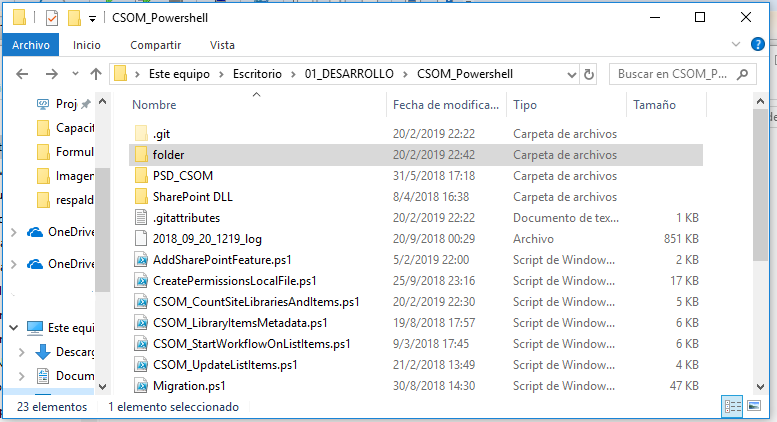 CSOM_Powershell
Archivo Inicio Compartir Vista
Este equipo Escritorio 01_DESARROLLO CSOM_Powershell Buscar en CSOM_P...
Nombre Fecha de modifica... Tipo Tamaño
Proj
Capacit
Formul
Imagen
respald
OneDrive
OneDrive
Este equi
Descarg
Docum
.git 20/2/2019 22:22 Carpeta de archivos
folder 20/2/2019 22:42 Carpeta de archivos
PSD_CSOM 31/5/2018 17:18 Carpeta de archivos
SharePoint DLL 8/4/2018 16:38 Carpeta de archivos
.gitattributes 20/2/2019 22:22 Documento de tex... 1 KB
2018_09_20_1219_log 20/9/2018 00:29 Archivo 851 KB
AddSharePointFeature.ps1 5/2/2019 22:00 Script de Window... 2 KB
CreatePermissionsLocalFile.ps1 25/9/2018 23:16 Script de Window... 17 KB
CSOM_CountSiteLibrariesAndItems.ps1 20/2/2019 22:30 Script de Window... 5 KB
CSOM_LibraryItemsMetadata.ps1 19/8/2018 17:57 Script de Window... 6 KB
CSOM_StartWorkflowOnListItems.ps1 9/3/2018 17:45 Script de Window... 6 KB
CSOM_UpdateListItems.ps1 21/2/2018 13:49 Script de Window... 4 KB
Migration.ps1 30/8/2018 14:30 Script de Window... 47 KB
23 elementos 1 elemento seleccionado